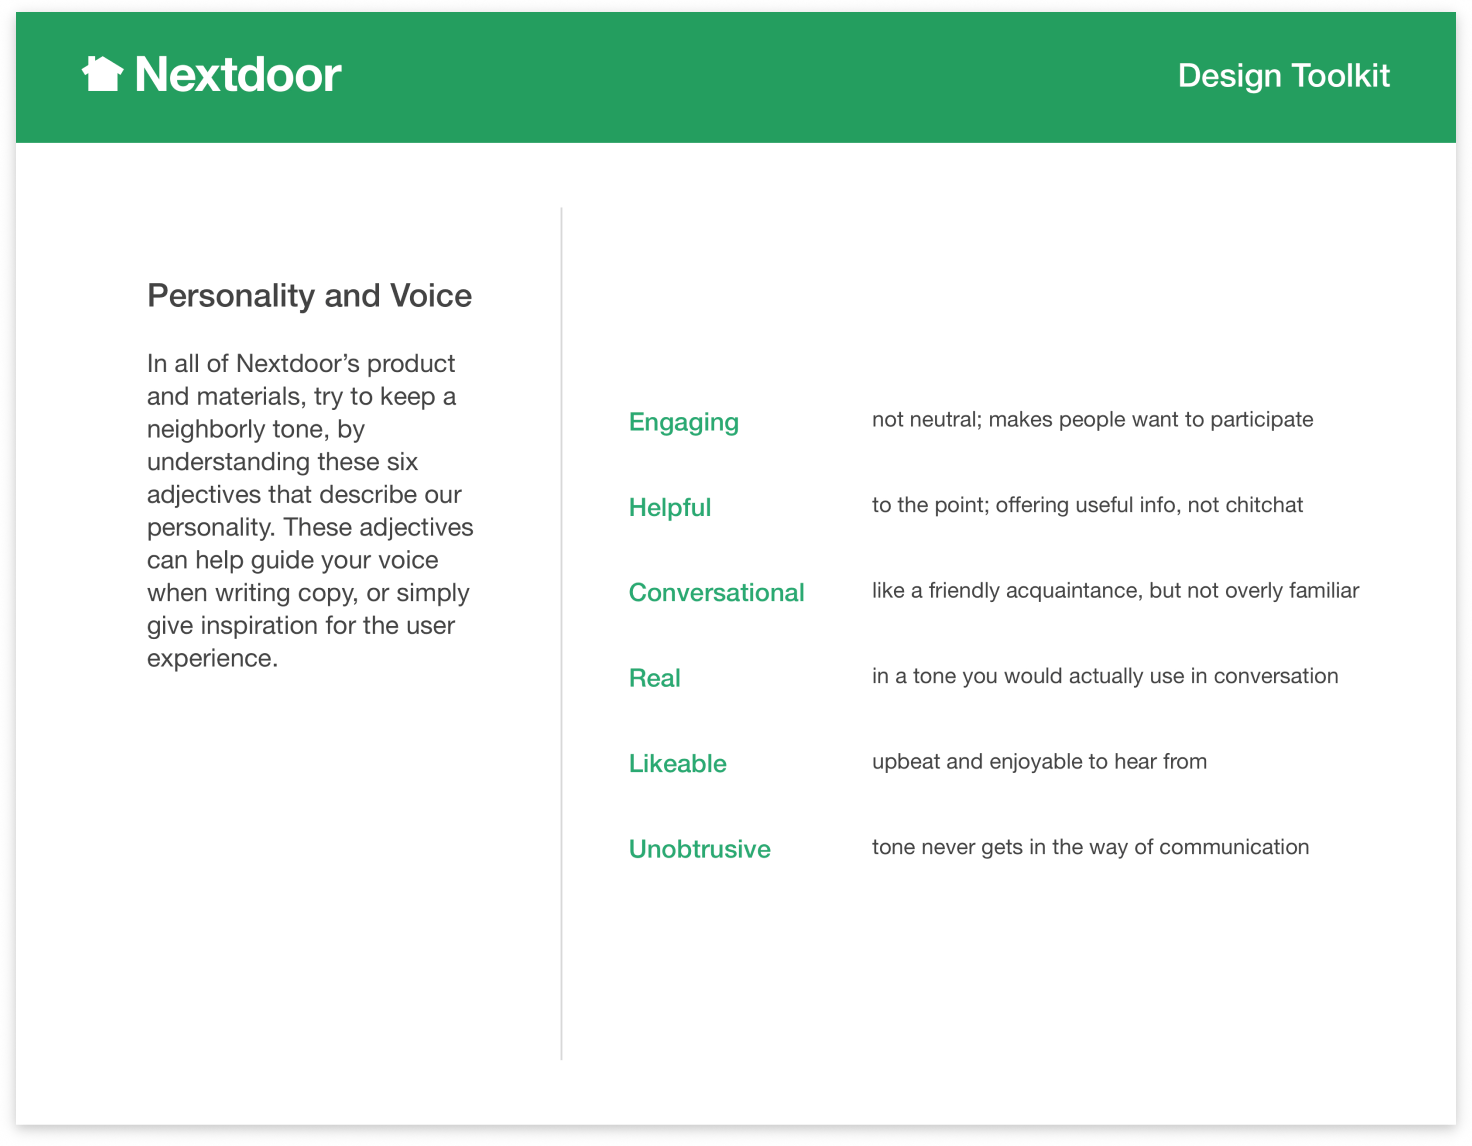 Nextdoor
Design Toolkit
Personality and Voice
In all of Nextdoor’s product
and materials, try to keep a
neighborly tone, by
understanding these six
adjectives that describe our
personality. These adjectives
can help guide your voice
when writing copy, or simply
give inspiration for the user
experience.
Engaging not neutral; makes people want to participate
Helpful to the point; offering useful info, not chitchat
Conversational like a friendly acquaintance, but not overly familiar
Real in a tone you would actually use in conversation
Likeable upbeat and enjoyable to hear from
Unobtrusive tone never gets in the way of communication